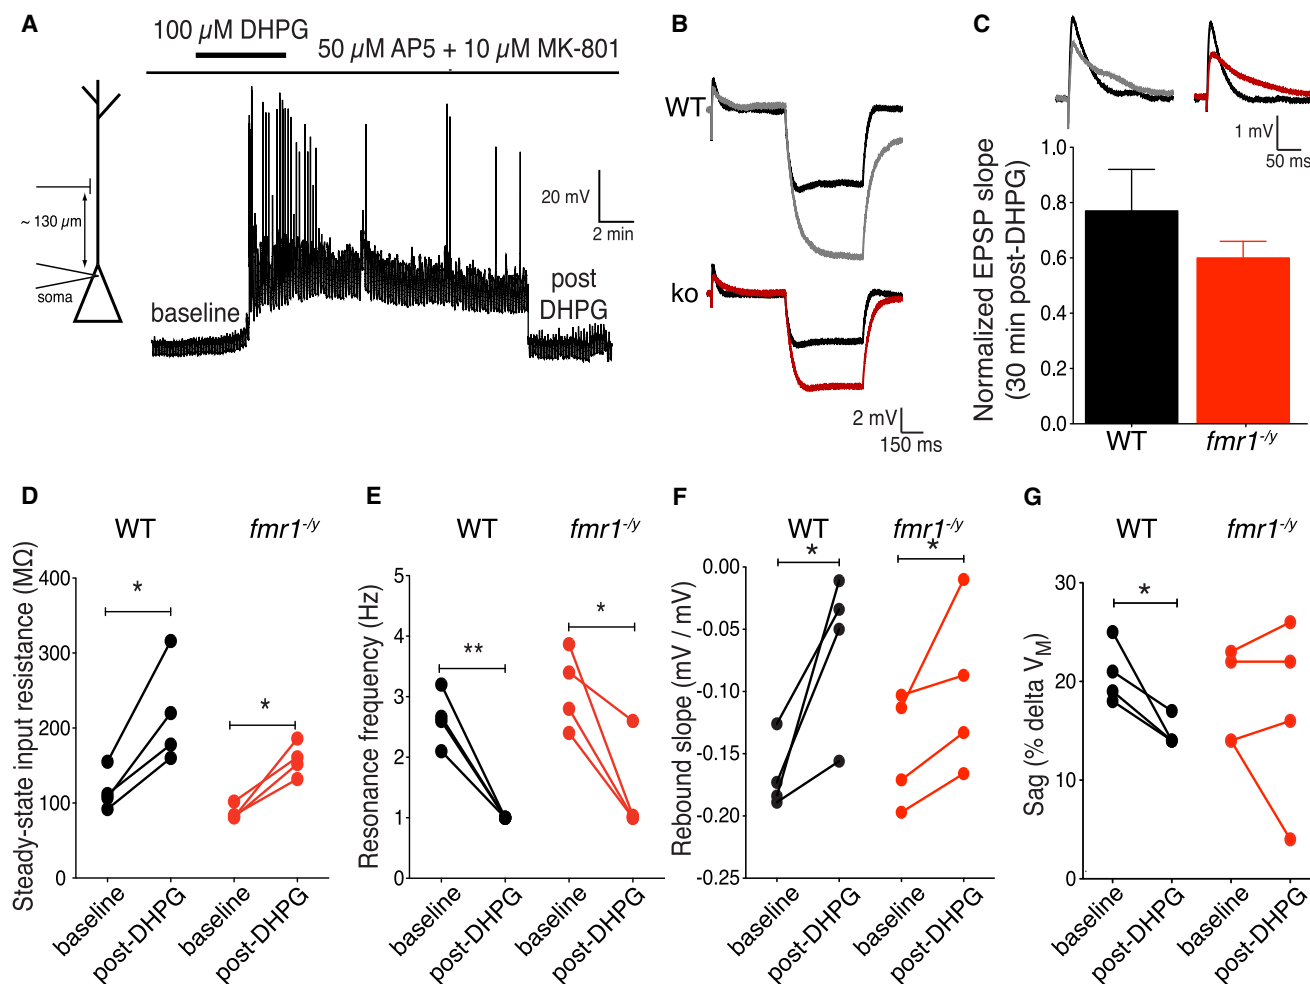 A
100 µM DHPG
50 µM AP5 + 10 µM MK-801
~ 130 µm
soma
baseline
post
DHPG
20 mV
2 min
B
WT
ko
2 mV
150 ms
C
1 mV
50 ms
Normalized EPSP slope
(30 min post-DHPG)
1.0
0.8
0.6
0.4
0.2
0.0
WT
fmr1-/y
D
WT
fmr1-/y
Steady-state input resistance (MΩ)
400
300
200
100
0
*
*
baseline
post-DHPG
baseline
post-DHPG
E
WT
fmr1-/y
Resonance frequency (Hz)
5
4
3
2
1
0
**
*
baseline
post-DHPG
baseline
post-DHPG
F
WT
fmr1-/y
Rebound slope (mV / mV)
0.00
-0.05
-0.10
-0.15
-0.20
-0.25
*
*
baseline
post-DHPG
baseline
post-DHPG
G
WT
fmr1-/y
Sag (% delta VM)
30
20
10
0
*
baseline
post-DHPG
baseline
post-DHPG